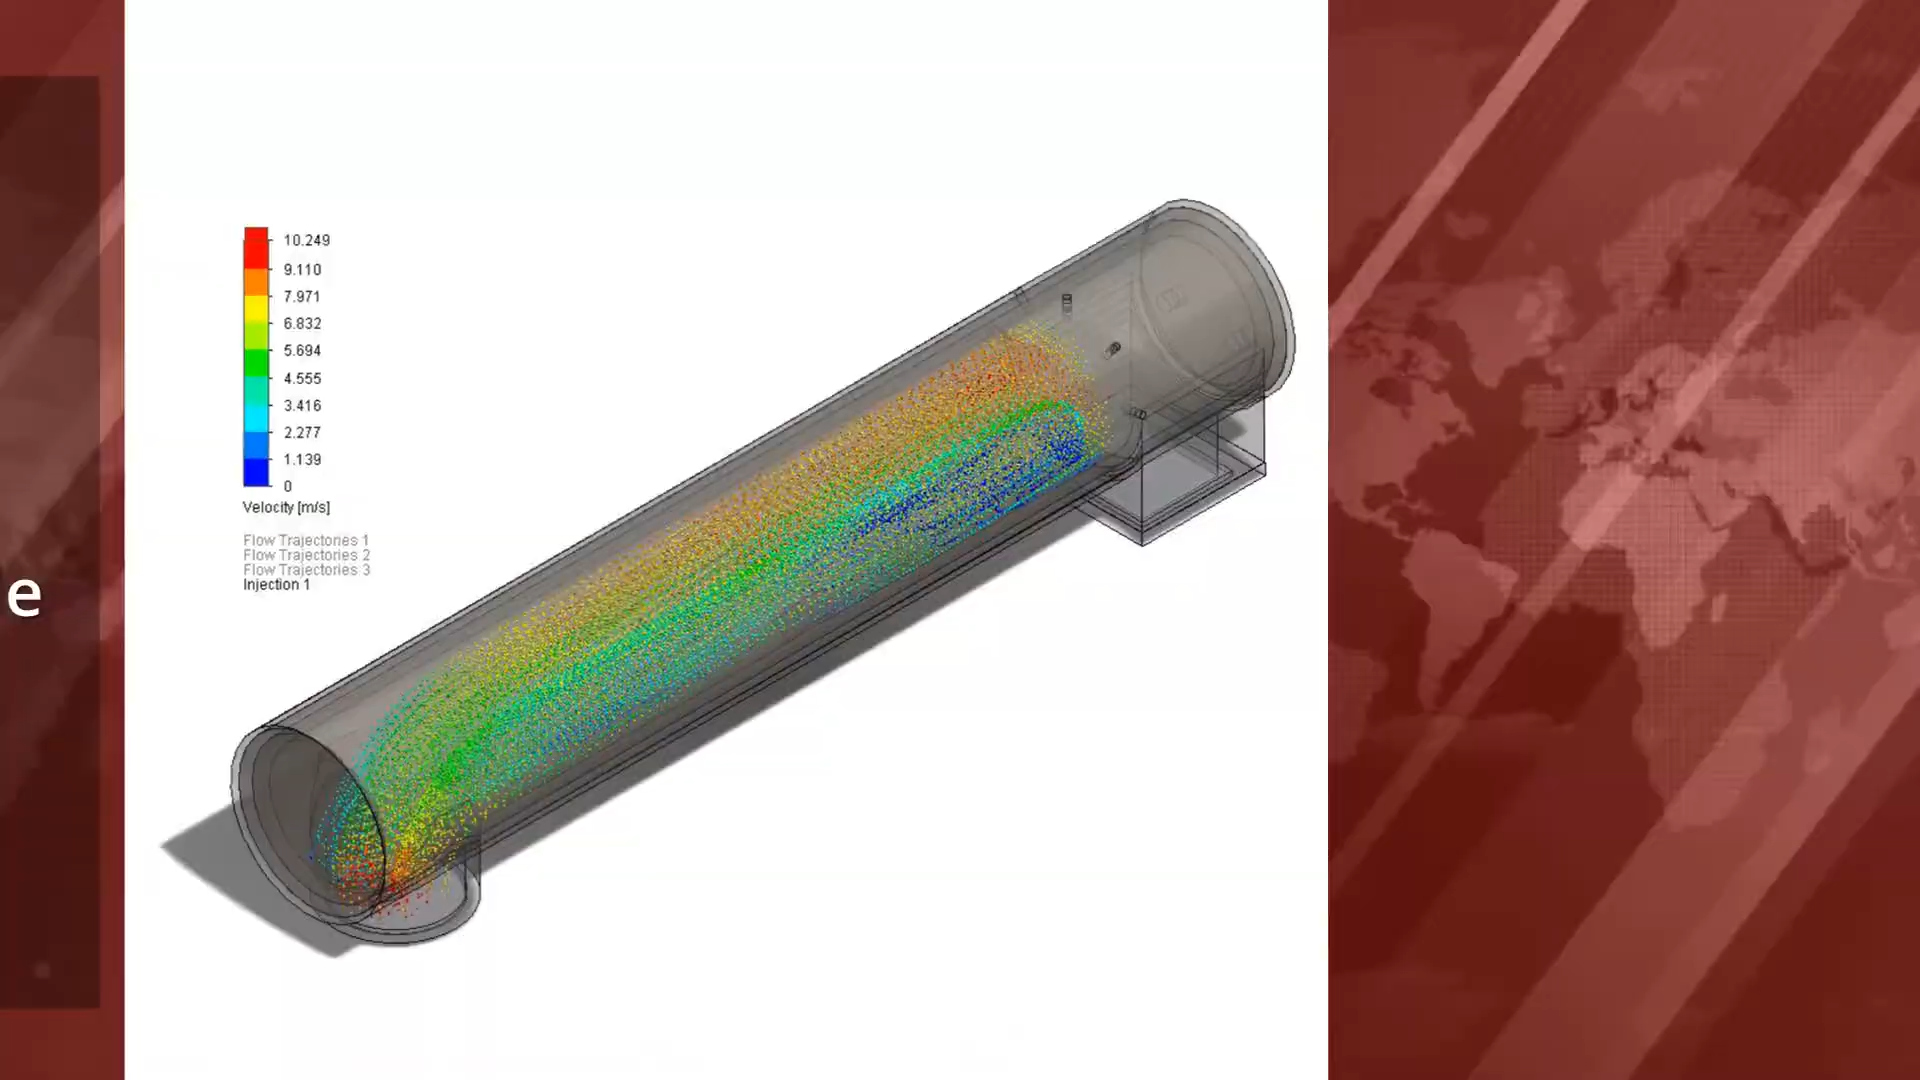 10.249
9.110
7.971
6.832
5.694
4.555
3.416
2.277
1.139
0
Velocity [m/s]
Flow Trajectories 1
Flow Trajectories 2
Flow Trajectories 3
Injection 1
e